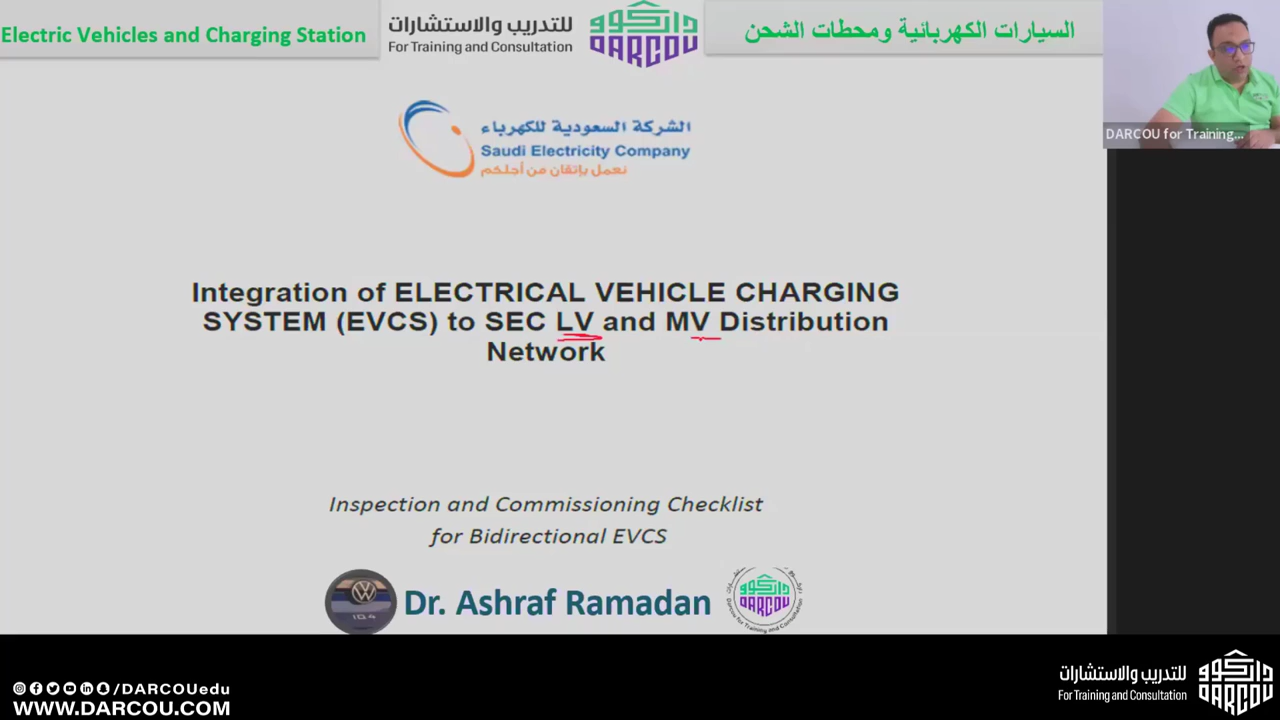 Electric Vehicles and Charging Station
للتدريب والاستشارات
For Training and Consultation
داركوو
DARCOU
السيارات الكهربائية ومحطات الشحن
DARCOU for Training...
الشركة السعودية للكهرباء
Saudi Electricity Company
نعمل بإتقان من أجلكم
Integration of ELECTRICAL VEHICLE CHARGING
SYSTEM (EVCS) to SEC LV and MV Distribution
Network
Inspection and Commissioning Checklist
for Bidirectional EVCS
Dr. Ashraf Ramadan
DARCOU
/DARCOUedu
WWW.DARCOU.COM
للتدريب والاستشارات
For Training and Consultation
DARCOU